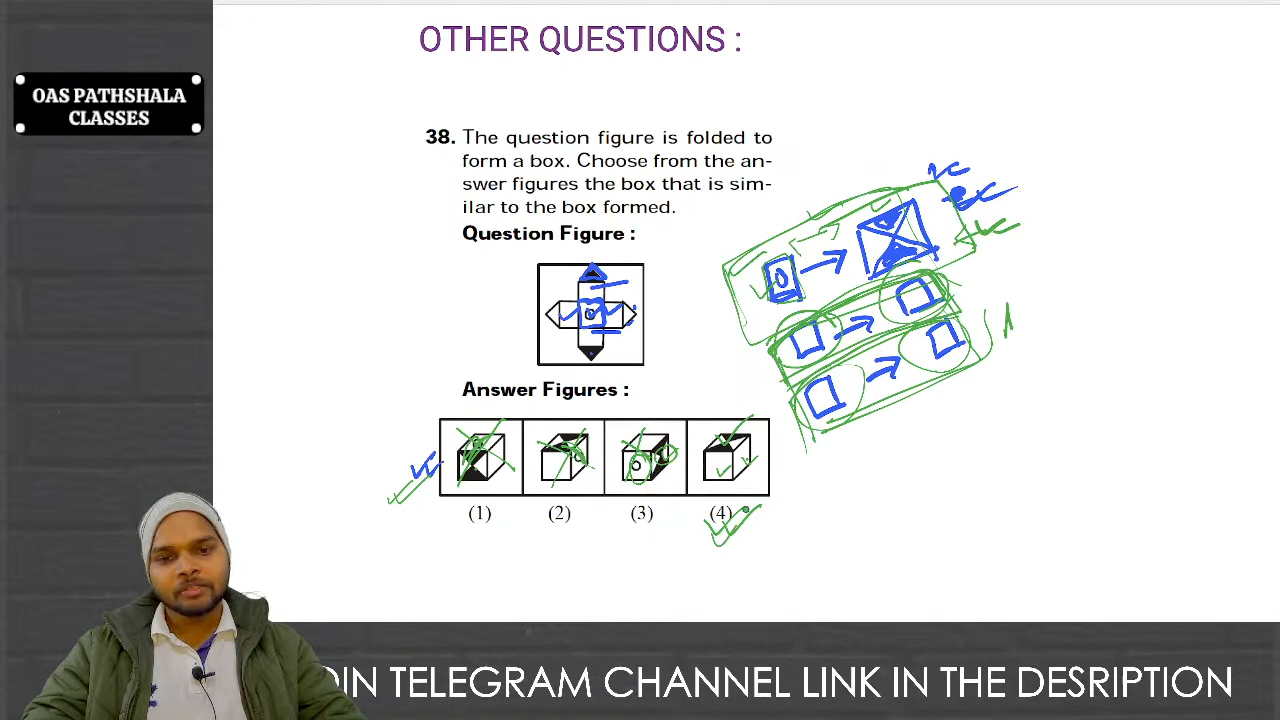 OTHER QUESTIONS :
OAS PATHSHALA
CLASSES
38. The question figure is folded to
form a box. Choose from the an-
swer figures the box that is sim-
ilar to the box formed.
Question Figure :
Answer Figures :
(1) (2) (3) (4)
OIN TELEGRAM CHANNEL LINK IN THE DESRIPTION